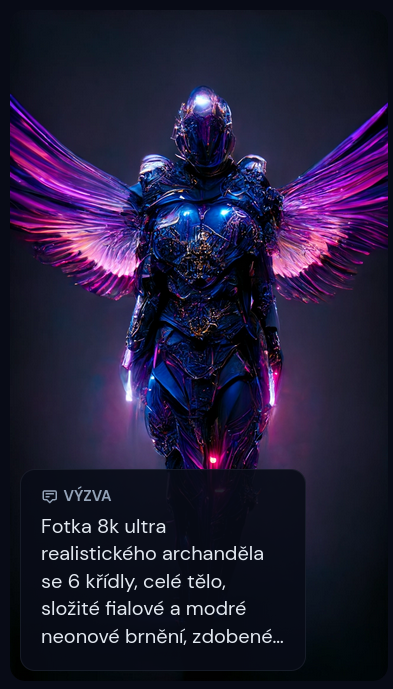 VÝZVA
Fotka 8k ultra
realistického archanděla
se 6 křídly, celé tělo,
složité fialové a modré
neonové brnění, zdobené...